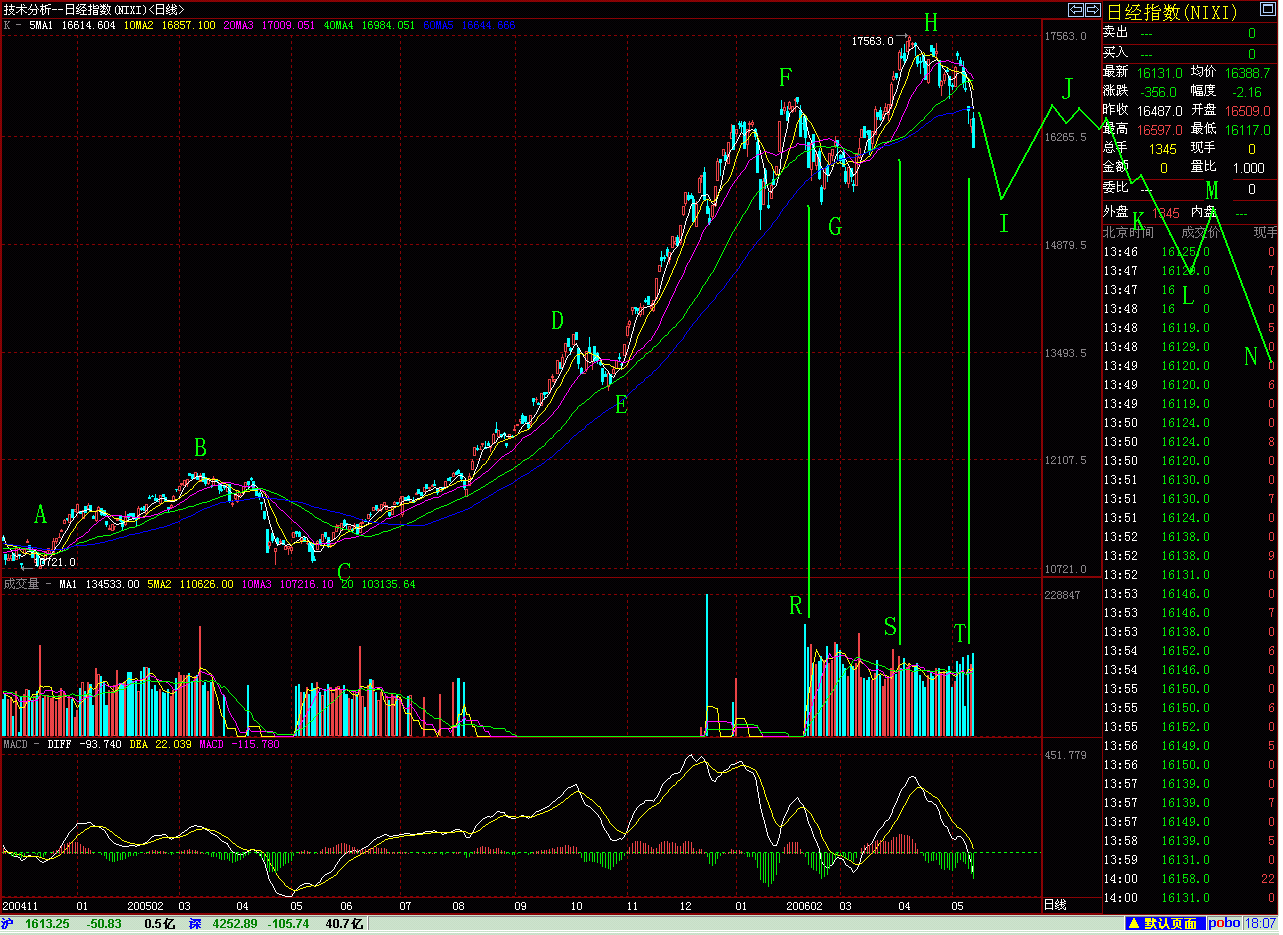 技术分析--日经指数(NIXI)<日线>
K - 5MA1 16614.604 10MA2 16857.100 20MA3 17009.051 40MA4 16984.051 60MA5 16644.666
17563.0
17563.0
16265.5
14879.5
13493.5
12107.5
10721.0
10721.0
A
B
C
D
E
F
G
H
I
J
K
L
M
N
成交量 - MA1 134533.00 5MA2 110626.00 10MA3 107216.10 20 103135.64
228847
R
S
T
MACD - DIFF -93.740 DEA 22.039 MACD -115.780
451.779
200411 01 200502 03 04 05 06 07 08 09 10 11 12 01 200602 03 04 05 日线
日经指数(NIXI)
卖出 --- 0
买入 --- 0
最新 16131.0 均价 16388.7
涨跌 -356.0 幅度 -2.16
昨收 16487.0 开盘 16509.0
最高 16597.0 最低 16117.0
总手 1345 现手 0
金额 0 量比 1.000
委比 --- 0
外盘 1345 内盘 ---
北京时间 成交价 现手
13:46 16125.0 0
13:47 16129.0 7
13:47 16 0 0
13:48 16 0 0
13:48 16119.0 5
13:48 16129.0 0
13:49 16120.0 0
13:49 16120.0 6
13:49 16119.0 0
13:50 16124.0 0
13:50 16124.0 8
13:50 16120.0 0
13:51 16130.0 0
13:51 16130.0 7
13:51 16124.0 0
13:52 16138.0 0
13:52 16138.0 9
13:52 16131.0 0
13:53 16146.0 0
13:53 16146.0 7
13:53 16138.0 0
13:54 16152.0 6
13:54 16146.0 0
13:55 16150.0 0
13:55 16150.0 6
13:55 16152.0 0
13:56 16149.0 5
13:56 16150.0 0
13:57 16139.0 0
13:57 16139.0 7
13:57 16149.0 0
13:58 16139.0 5
13:59 16131.0 0
14:00 16158.0 22
14:00 16131.0 0
沪 1613.25 -50.83 0.5亿 深 4252.89 -105.74 40.7亿
▲ 默认页面 pobo 18:07